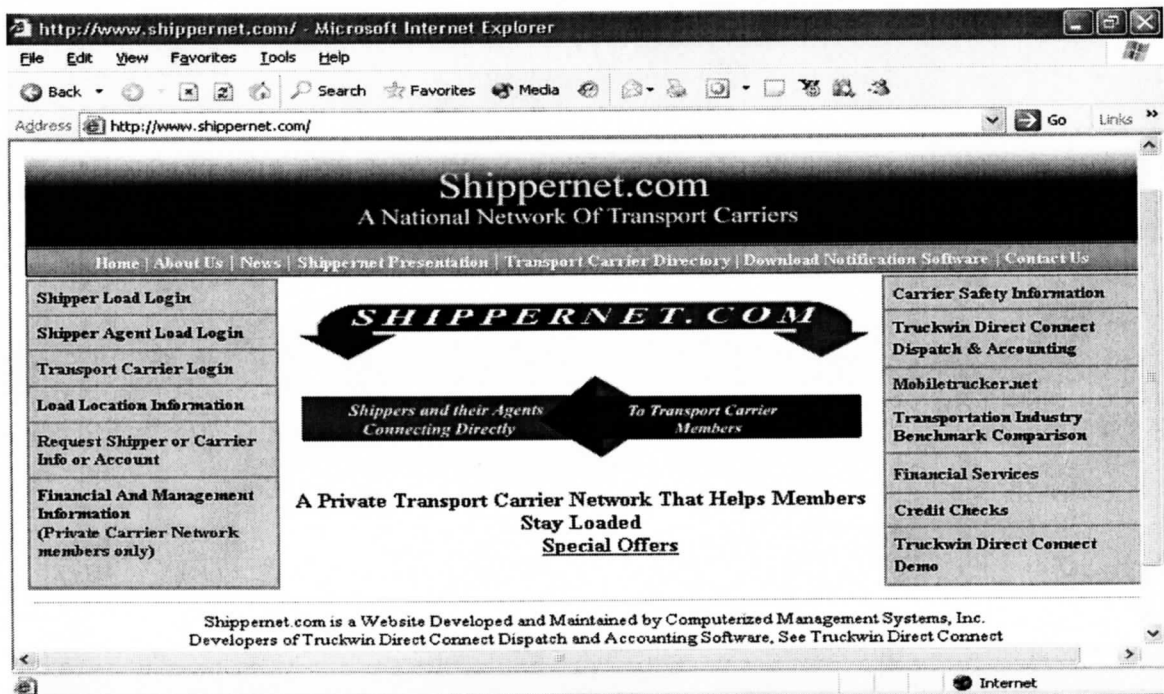 http://www.shippernet.com/ - Microsoft Internet Explorer
File Edit View Favorites Tools Help
Back Search Favorites Media
Address http://www.shippernet.com/ Go Links »
Shippernet.com
A National Network Of Transport Carriers
Home | About Us | News | Shippernet Presentation | Transport Carrier Directory | Download Notification Software | Contact Us
Shipper Load Login
Shipper Agent Load Login
Transport Carrier Login
Load Location Information
Request Shipper or Carrier
Info or Account
Financial And Management
Information
(Private Carrier Network
members only)
SHIPPERNET.COM
Shippers and their Agents
Connecting Directly
To Transport Carrier
Members
A Private Transport Carrier Network That Helps Members
Stay Loaded
Special Offers
Carrier Safety Information
Truckwin Direct Connect
Dispatch & Accounting
Mobiletrucker.net
Transportation Industry
Benchmark Comparison
Financial Services
Credit Checks
Truckwin Direct Connect
Demo
Shippernet.com is a Website Developed and Maintained by Computerized Management Systems, Inc.
Developers of Truckwin Direct Connect Dispatch and Accounting Software, See Truckwin Direct Connect
Internet